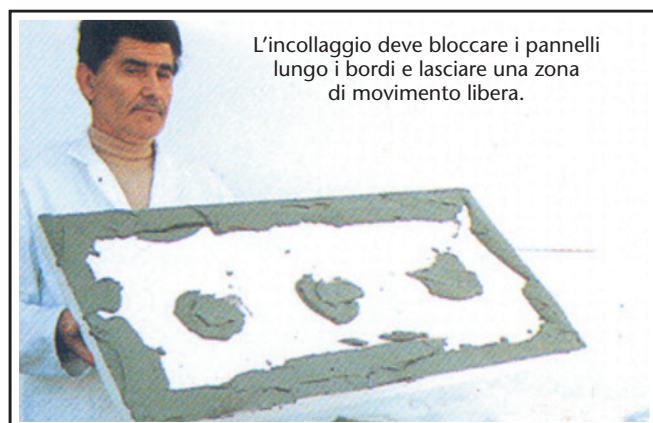 L’incollaggio deve bloccare i pannelli
lungo i bordi e lasciare una zona
di movimento libera.